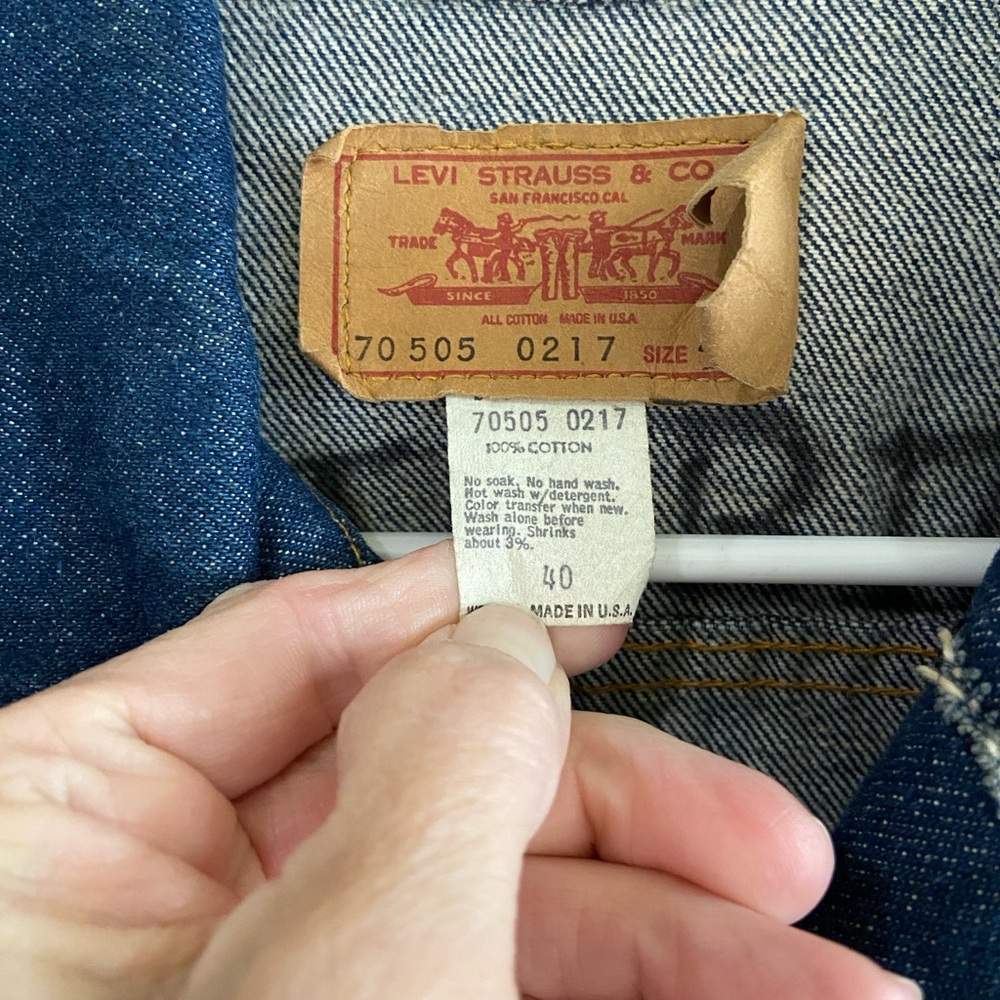 LEVI STRAUSS & CO
SAN FRANCISCO CAL
TRADE MARK
SINCE 1850
ALL COTTON MADE IN U.S.A.
70 505 0217 SIZE
70505 0217
100% COTTON
No soak. No hand wash.
Hot wash w/detergent.
Color transfer when new.
Wash alone before
wearing. Shrinks
about 3%.
40
MADE IN U.S.A.